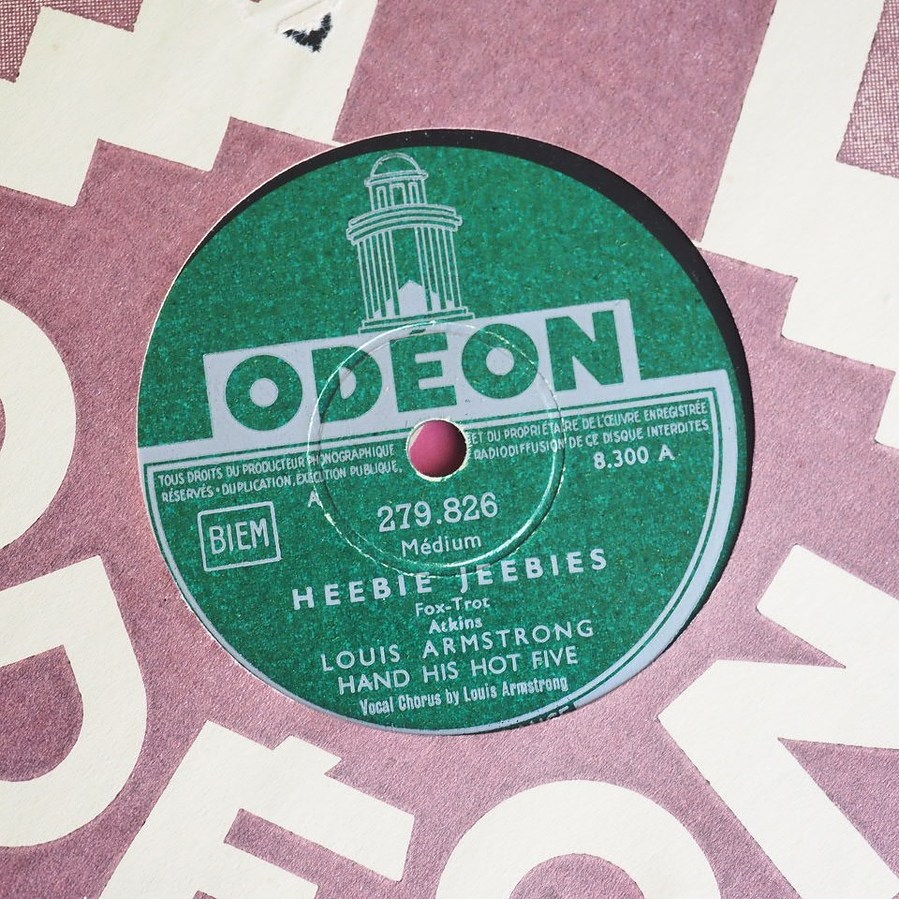 ODÉON
TOUS DROITS DU PRODUCTEUR PHONOGRAPHIQUE ET DU PROPRIÉTAIRE DE L'ŒUVRE ENREGISTRÉE
RÉSERVÉS • DUPLICATION, EXÉCUTION PUBLIQUE, RADIODIFFUSION DE CE DISQUE INTERDITES
8.300 A
A
279.826
BIEM
Médium
HEEBIE JEEBIES
Fox-Trot
Atkins
LOUIS ARMSTRONG
HAND HIS HOT FIVE
Vocal Chorus by Louis Armstrong